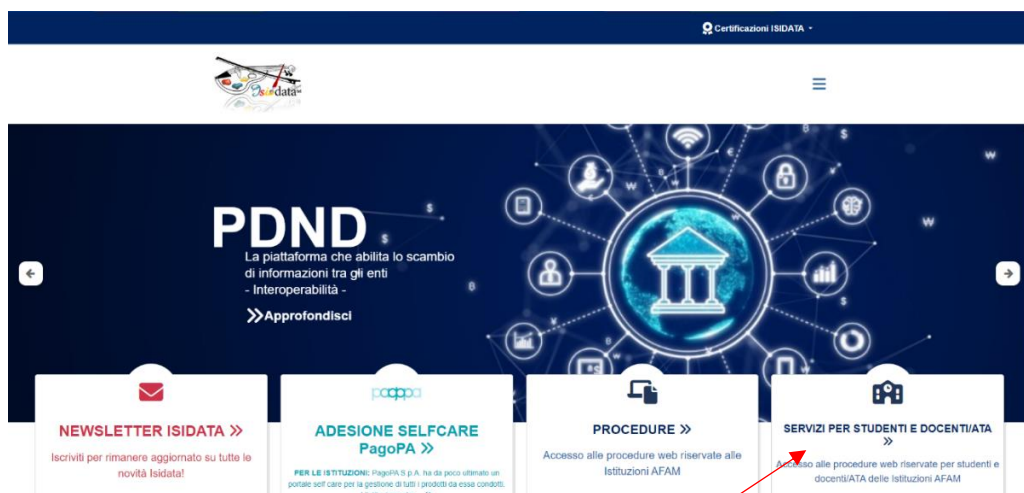 Certificazioni ISIDATA
Isidata
PDND
La piattaforma che abilita lo scambio
di informazioni tra gli enti
- Interoperabilità -
Approfondisci
NEWSLETTER ISIDATA
Iscriviti per rimanere aggiornato su tutte le
novità Isidata!
pagopa
ADESIONE SELFCARE
PagoPA
PER LE ISTITUZIONI: PagoPA S.p.A. ha da poco ultimato un
portale self care per la gestione di tutti i prodotti da essa condotti.
PROCEDURE
Accesso alle procedure web riservate alle
Istituzioni AFAM
SERVIZI PER STUDENTI E DOCENTI/ATA
Accesso alle procedure web riservate per studenti e
docenti/ATA delle Istituzioni AFAM